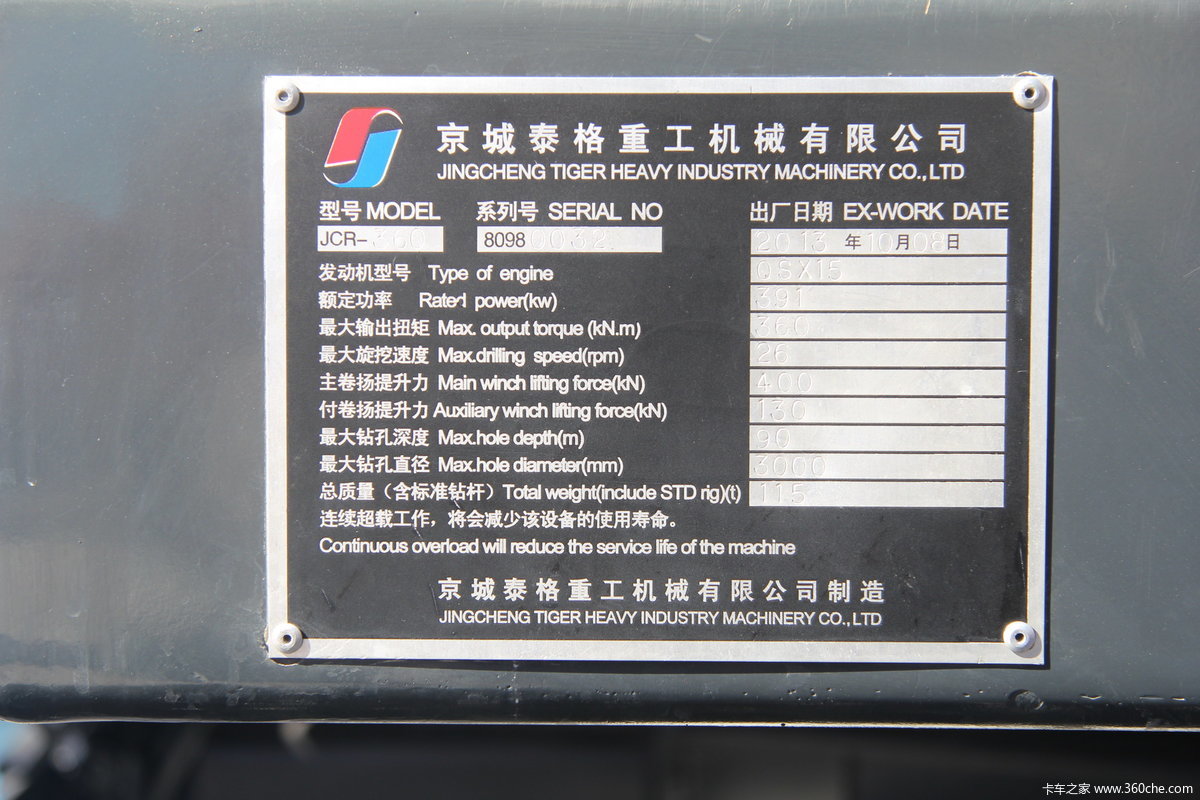 京城泰格重工机械有限公司
JINGCHENG TIGER HEAVY INDUSTRY MACHINERY CO.,LTD
型号 MODEL 系列号 SERIAL NO 出厂日期 EX-WORK DATE
JCR-360 8098 2013 年 10 月 08 日
发动机型号 Type of engine QSX15
额定功率 Rated power(kw) 391
最大输出扭矩 Max. output torque (kN.m) 360
最大旋挖速度 Max.drilling speed(rpm) 26
主卷扬提升力 Main winch lifting force(kN) 400
付卷扬提升力 Auxiliary winch lifting force(kN) 130
最大钻孔深度 Max.hole depth(m) 90
最大钻孔直径 Max.hole diameter(mm) 3000
总质量（含标准钻杆）Total weight(include STD rig)(t) 115
连续超载工作，将会减少该设备的使用寿命。
Continuous overload will reduce the service life of the machine
京城泰格重工机械有限公司制造
JINGCHENG TIGER HEAVY INDUSTRY MACHINERY CO.,LTD
卡车之家 www.360che.com